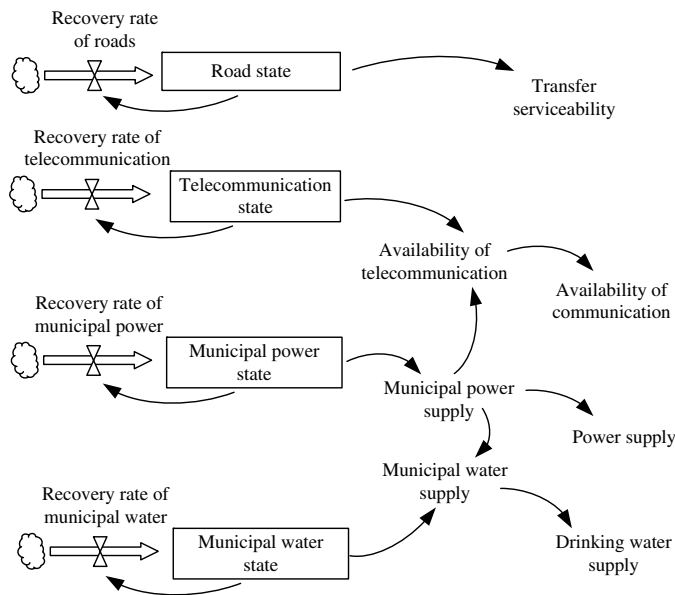 Recovery rate
of roads
Road state
Transfer
serviceability
Recovery rate of
telecommunication
Telecommunication
state
Availability of
telecommunication
Availability of
communication
Recovery rate of
municipal power
Municipal power
state
Municipal power
supply
Power supply
Municipal water
supply
Recovery rate of
municipal water
Municipal water
state
Drinking water
supply